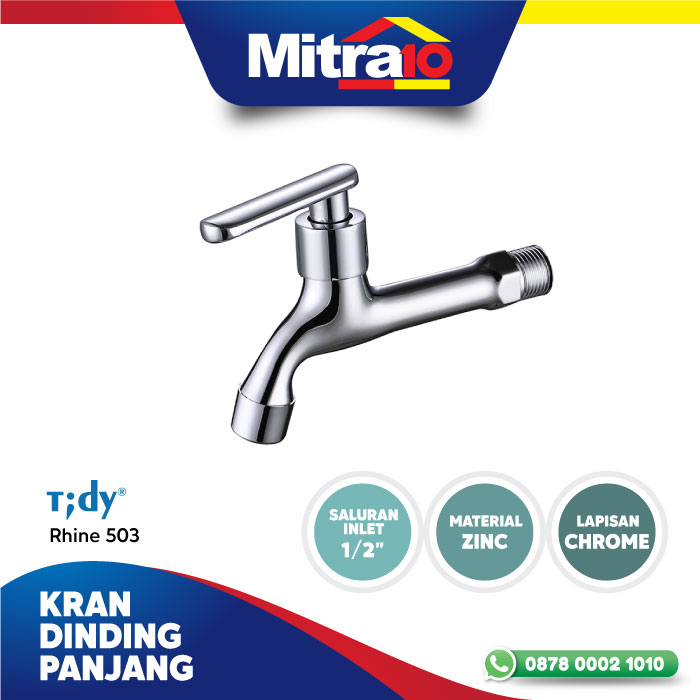 Mitra10
Tidy®
Rhine 503
SALURAN
INLET
1/2"
MATERIAL
ZINC
LAPISAN
CHROME
KRAN
DINDING
PANJANG
0878 0002 1010